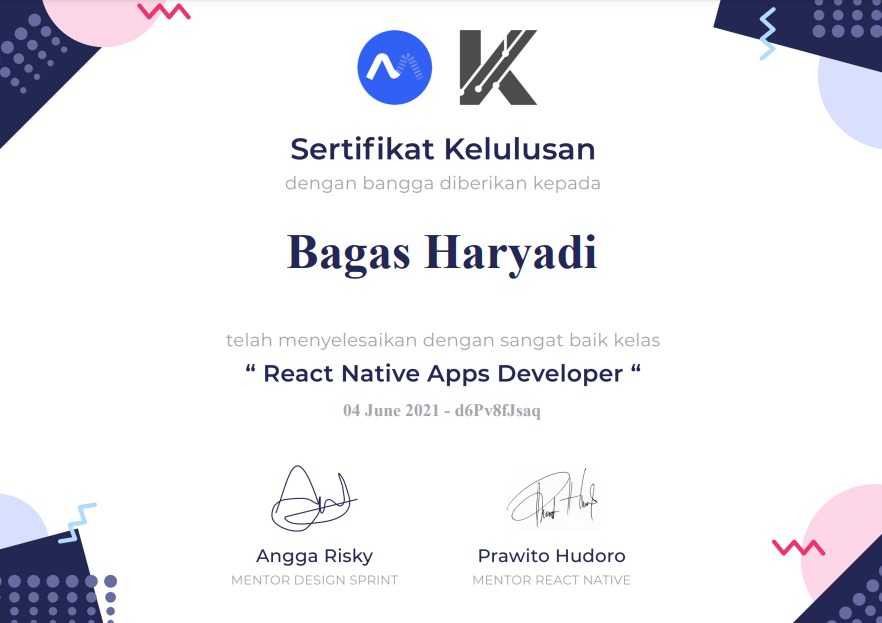 Sertifikat Kelulusan
dengan bangga diberikan kepada
Bagas Haryadi
telah menyelesaikan dengan sangat baik kelas
“ React Native Apps Developer “
04 June 2021 - d6Pv8fJsaq
Angga Risky
MENTOR DESIGN SPRINT
Prawito Hudoro
MENTOR REACT NATIVE